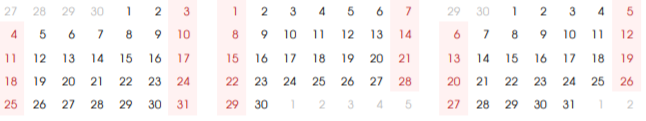 27 28 29 30 1 2 3
4 5 6 7 8 9 10
11 12 13 14 15 16 17
18 19 20 21 22 23 24
25 26 27 28 29 30 31
1 2 3 4 5 6 7
8 9 10 11 12 13 14
15 16 17 18 19 20 21
22 23 24 25 26 27 28
29 30 1 2 3 4 5
29 30 1 2 3 4 5
6 7 8 9 10 11 12
13 14 15 16 17 18 19
20 21 22 23 24 25 26
27 28 29 30 31 1 2